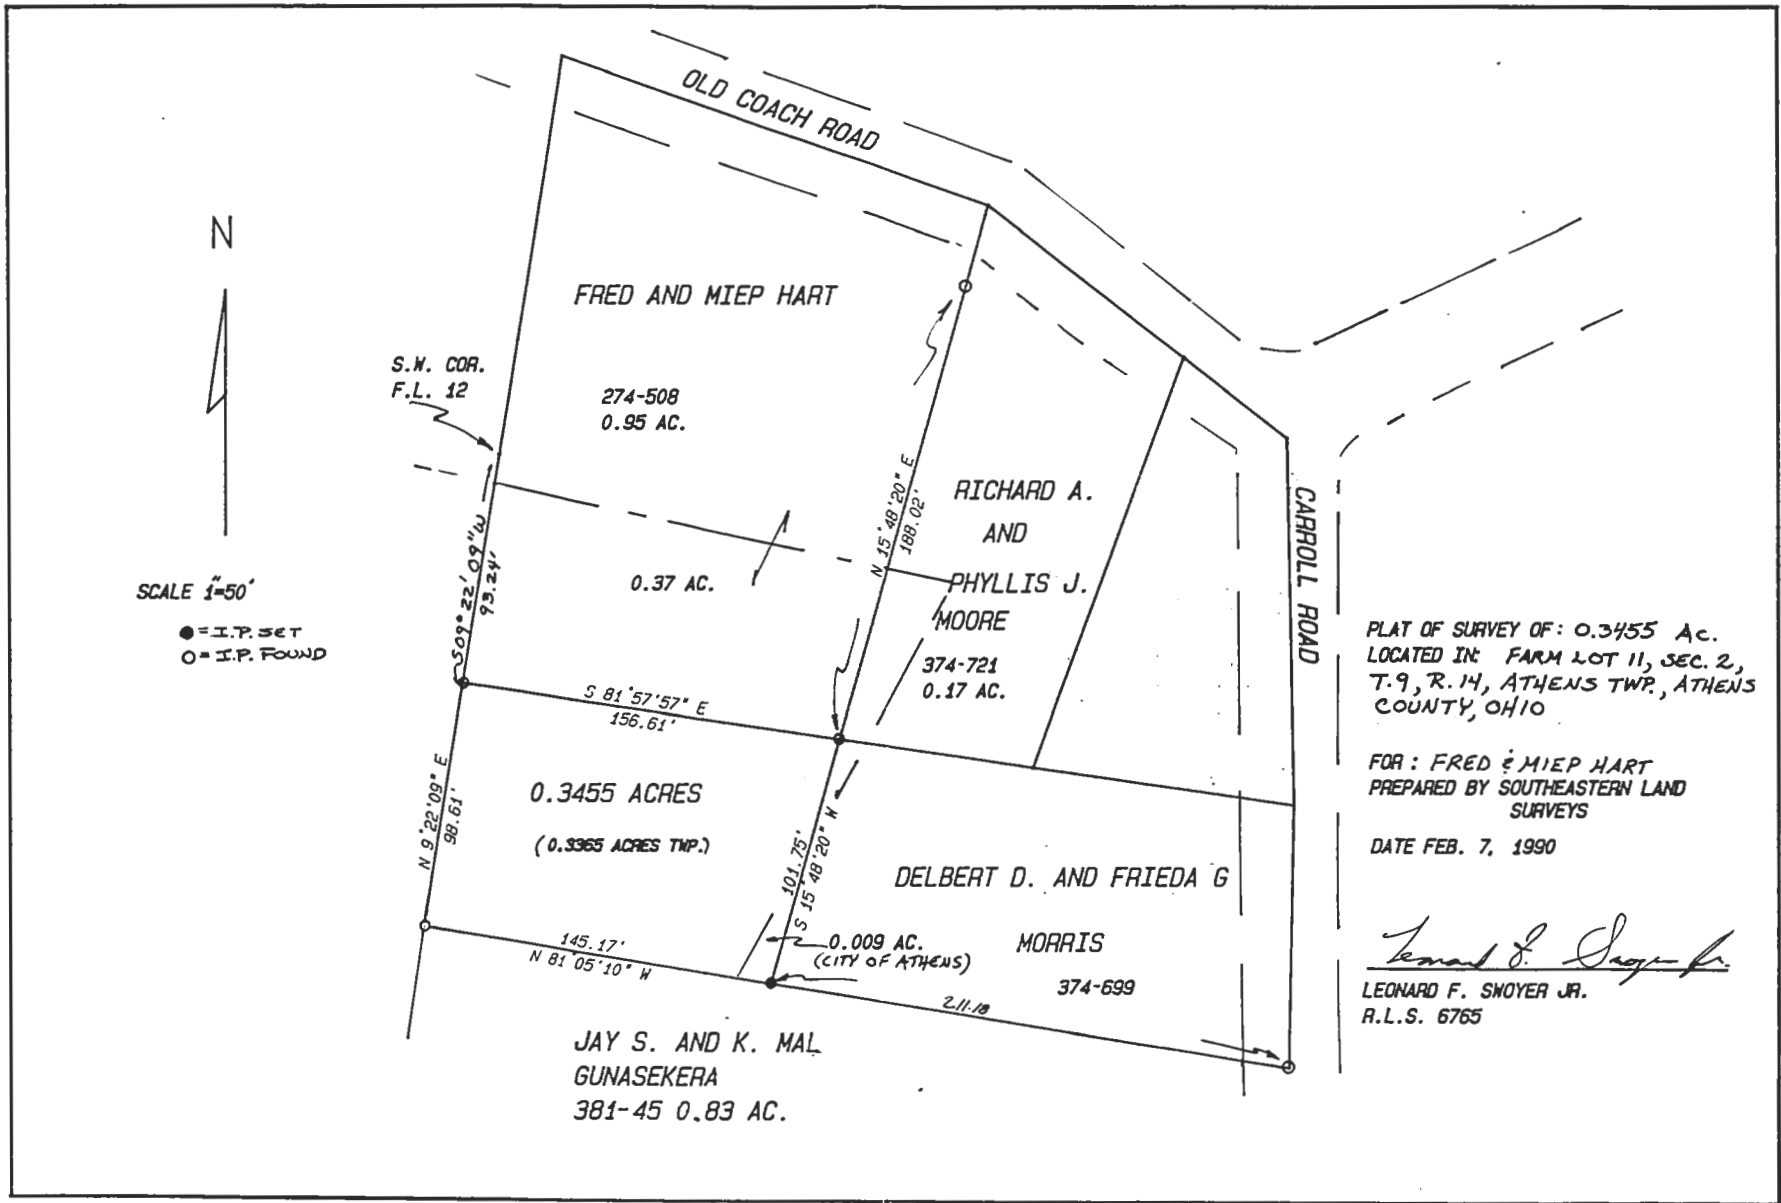 OLD COACH ROAD
N
FRED AND MIEP HART
S.W. COR.
F.L. 12
274-508
0.95 AC.
N 15°48'20" E
188.02'
RICHARD A.
AND
PHYLLIS J.
MOORE
374-721
0.17 AC.
CARROLL ROAD
S09°22'09"W
93.24'
0.37 AC.
SCALE 1"=50'
●=I.P. SET
O=I.P. FOUND
S 81°57'57" E
156.61'
PLAT OF SURVEY OF: 0.3455 Ac.
LOCATED IN: FARM LOT 11, SEC. 2,
T.9, R.14, ATHENS TWP., ATHENS
COUNTY, OHIO
FOR: FRED & MIEP HART
PREPARED BY SOUTHEASTERN LAND
SURVEYS
DATE FEB. 7, 1990
N 9°22'09" E
98.61'
0.3455 ACRES
(0.3365 ACRES TWP.)
101.75'
S 15°48'20" W
DELBERT D. AND FRIEDA G
MORRIS
374-699
0.009 AC.
(CITY OF ATHENS)
145.17'
N 81°05'10" W
211.18
Leonard F. Swoyer Jr.
LEONARD F. SWOYER JR.
R.L.S. 6765
JAY S. AND K. MAL
GUNASEKERA
381-45 0.83 AC.